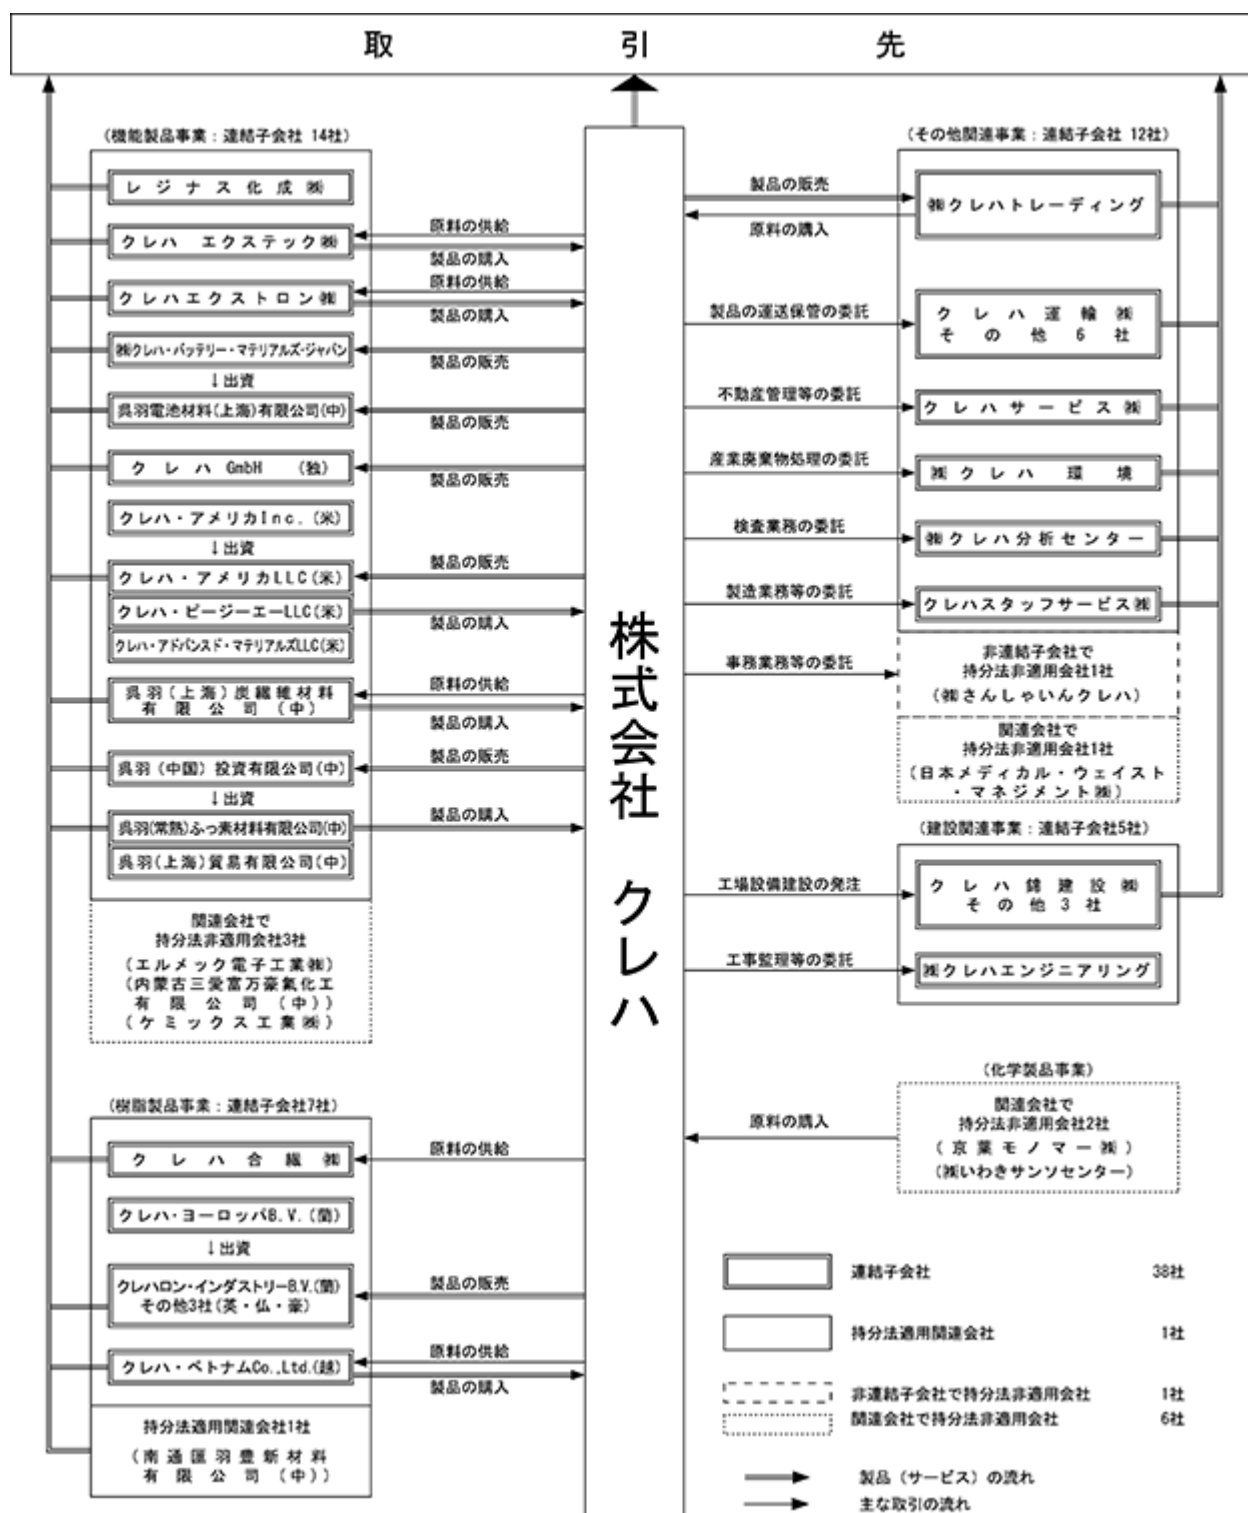 取引先
(機能製品事業：連結子会社 14社)
レジナス化成㈱
クレハ エクステック㈱
原料の供給
製品の購入
クレハエクストロン㈱
原料の供給
製品の購入
㈱クレハ・バッテリー・マテリアルズ・ジャパン
製品の販売
↓出資
呉羽電池材料(上海)有限公司(中)
製品の販売
クレハGmbH (独)
製品の販売
クレハ・アメリカInc.(米)
↓出資
クレハ・アメリカLLC(米)
製品の販売
クレハ・ピージーエーLLC(米)
製品の購入
クレハ・アドバンスド・マテリアルズLLC(米)
呉羽(上海)炭繊維材料
有限公司(中)
原料の供給
製品の購入
呉羽(中国)投資有限公司(中)
製品の販売
↓出資
呉羽(常熟)ふっ素材料有限公司(中)
製品の購入
呉羽(上海)貿易有限公司(中)
関連会社で
持分法非適用会社3社
(エルメック電子工業㈱)
(内蒙古三愛富万豪氟化工
有限公司(中))
(ケミックス工業㈱)
(樹脂製品事業：連結子会社7社)
クレハ合繊㈱
原料の供給
クレハ・ヨーロッパB.V.(蘭)
↓出資
クレハロン・インダストリーB.V.(蘭)
その他3社(英・仏・豪)
製品の販売
クレハ・ベトナムCo.,Ltd.(越)
原料の供給
製品の購入
持分法適用関連会社1社
(南通匯羽豊新材料
有限公司(中))
株式会社 クレハ
(その他関連事業：連結子会社 12社)
製品の販売
原料の購入
㈱クレハトレーディング
製品の運送保管の委託
クレハ運輸㈱
その他6社
不動産管理等の委託
クレハサービス㈱
産業廃棄物処理の委託
㈱クレハ環境
検査業務の委託
㈱クレハ分析センター
製造業務等の委託
クレハスタッフサービス㈱
事務業務等の委託
非連結子会社で
持分法非適用会社1社
(㈱さんしゃいんクレハ)
関連会社で
持分法非適用会社1社
(日本メディカル・ウェイスト
・マネジメント㈱)
(建設関連事業：連結子会社5社)
工場設備建設の発注
クレハ錦建設㈱
その他3社
工事監理等の委託
㈱クレハエンジニアリング
(化学製品事業)
原料の購入
関連会社で
持分法非適用会社2社
(京葉モノマー㈱)
(㈱いわきサンソセンター)
連結子会社 38社
持分法適用関連会社 1社
非連結子会社で持分法非適用会社 1社
関連会社で持分法非適用会社 6社
製品(サービス)の流れ
主な取引の流れ